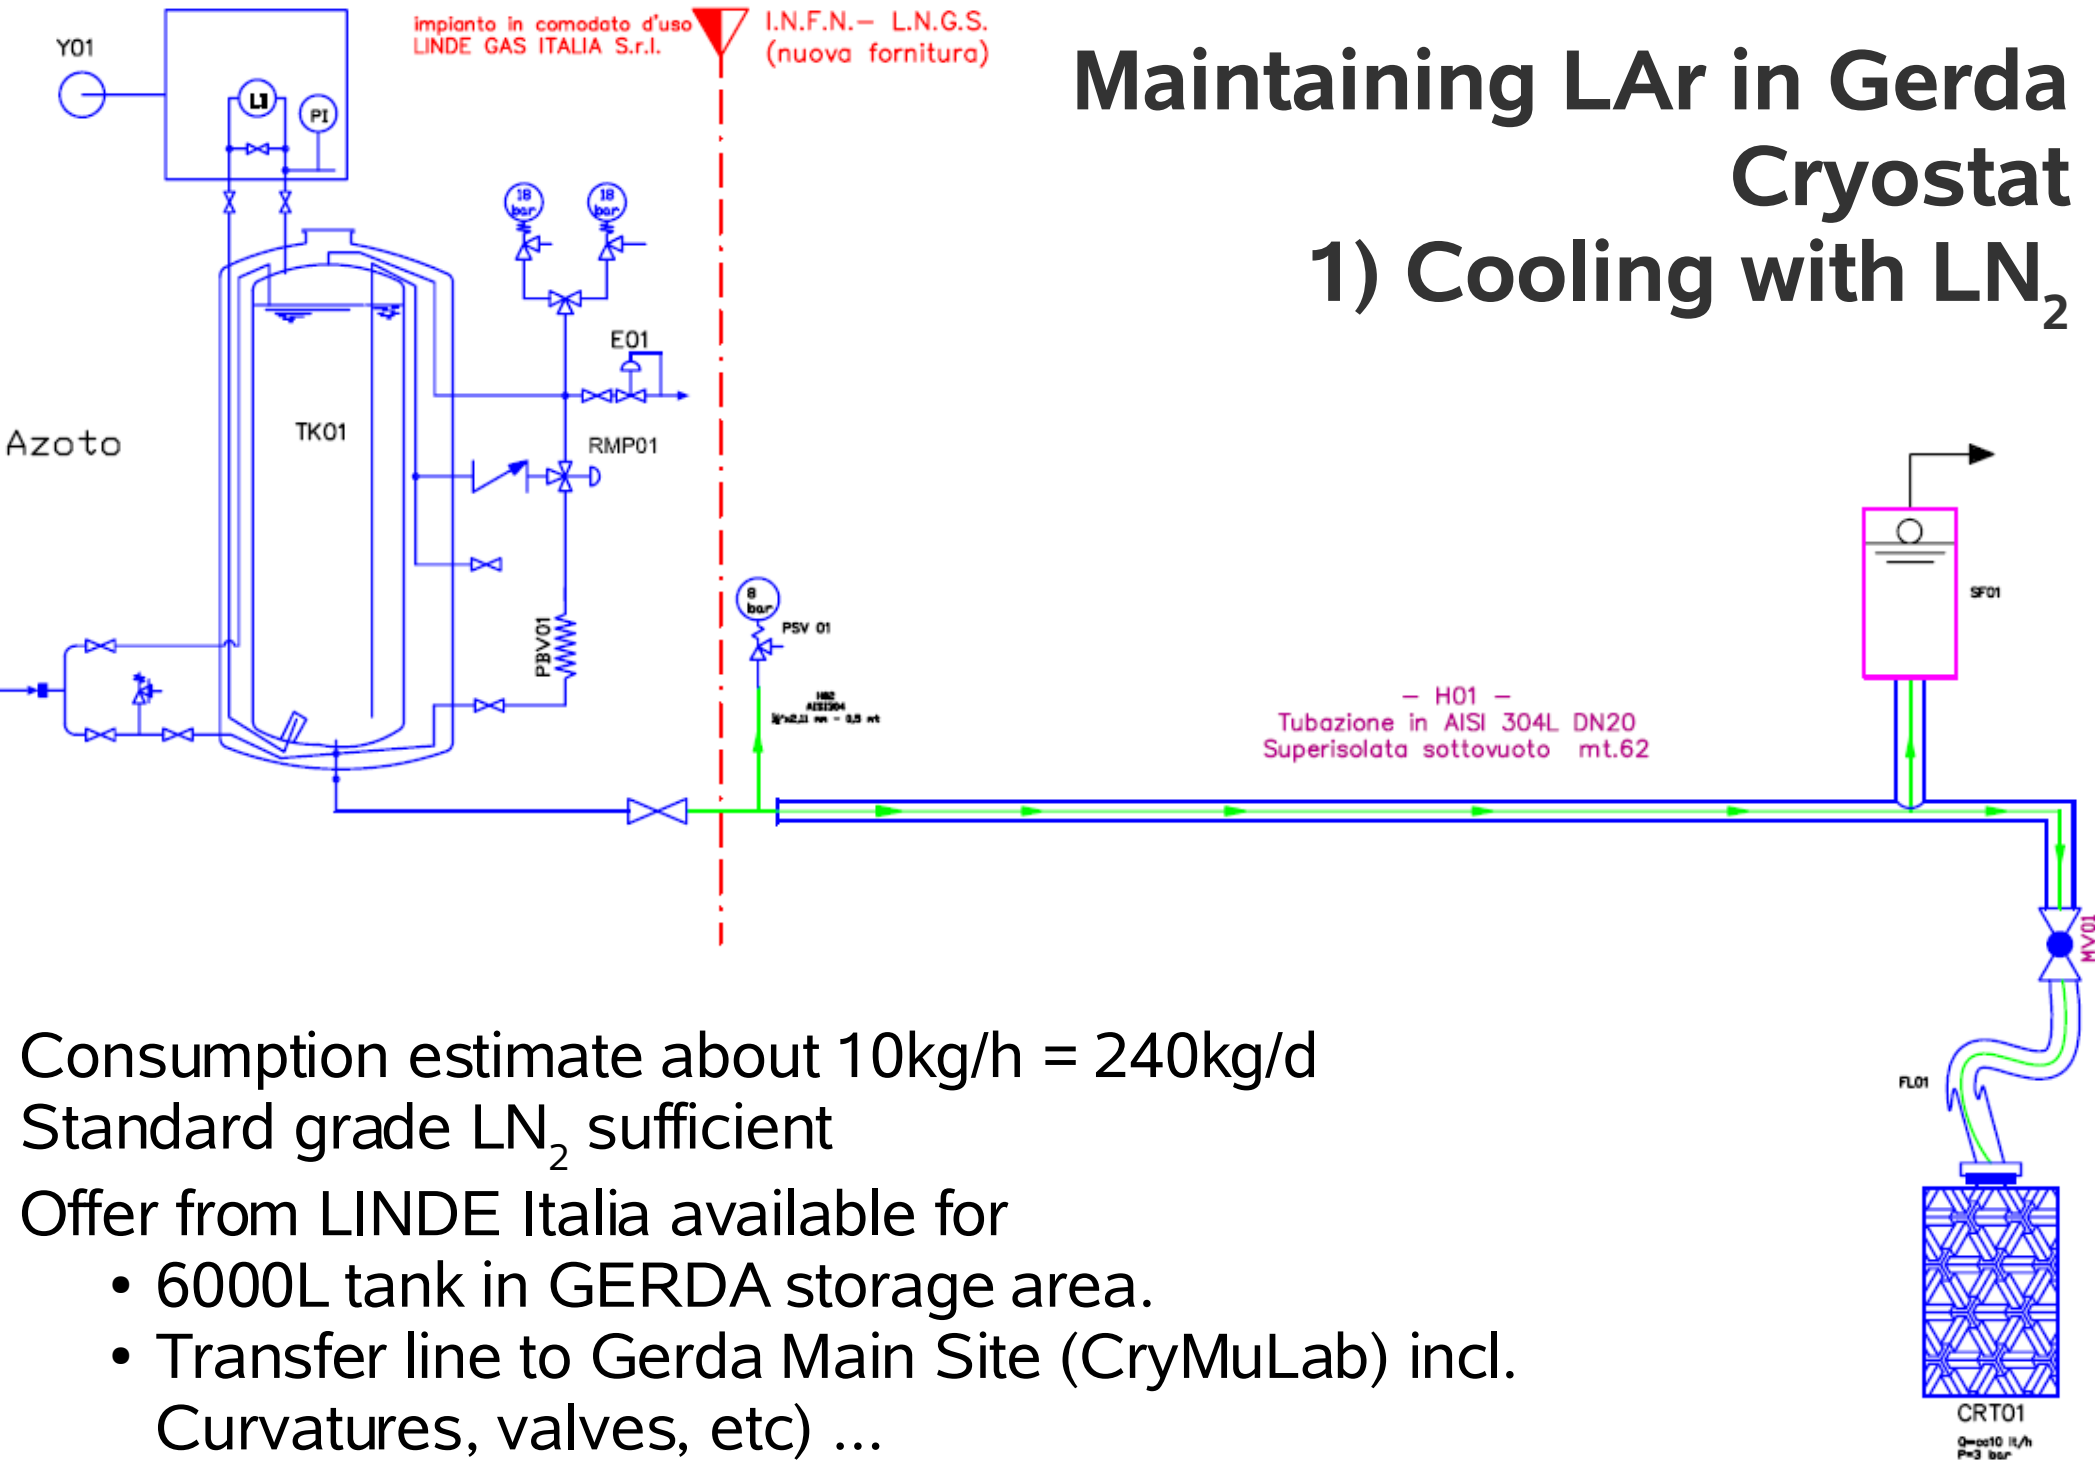 Maintaining LAr in Gerda
Cryostat
1) Cooling with LN2
impianto in comodato d'uso
LINDE GAS ITALIA S.r.l.
I.N.F.N.– L.N.G.S.
(nuova fornitura)
Y01
LI
PI
18
bar
18
bar
E01
Azoto
TK01
RMP01
PBV01
8
bar
PSV 01
AISI304
SF01
– H01 –
Tubazione in AISI 304L DN20
Superisolata sottovuoto mt.62
MV01
FL01
CRT01
P=3 bar
Consumption estimate about 10kg/h = 240kg/d
Standard grade LN2 sufficient
Offer from LINDE Italia available for
• 6000L tank in GERDA storage area.
• Transfer line to Gerda Main Site (CryMuLab) incl.
Curvatures, valves, etc) ...